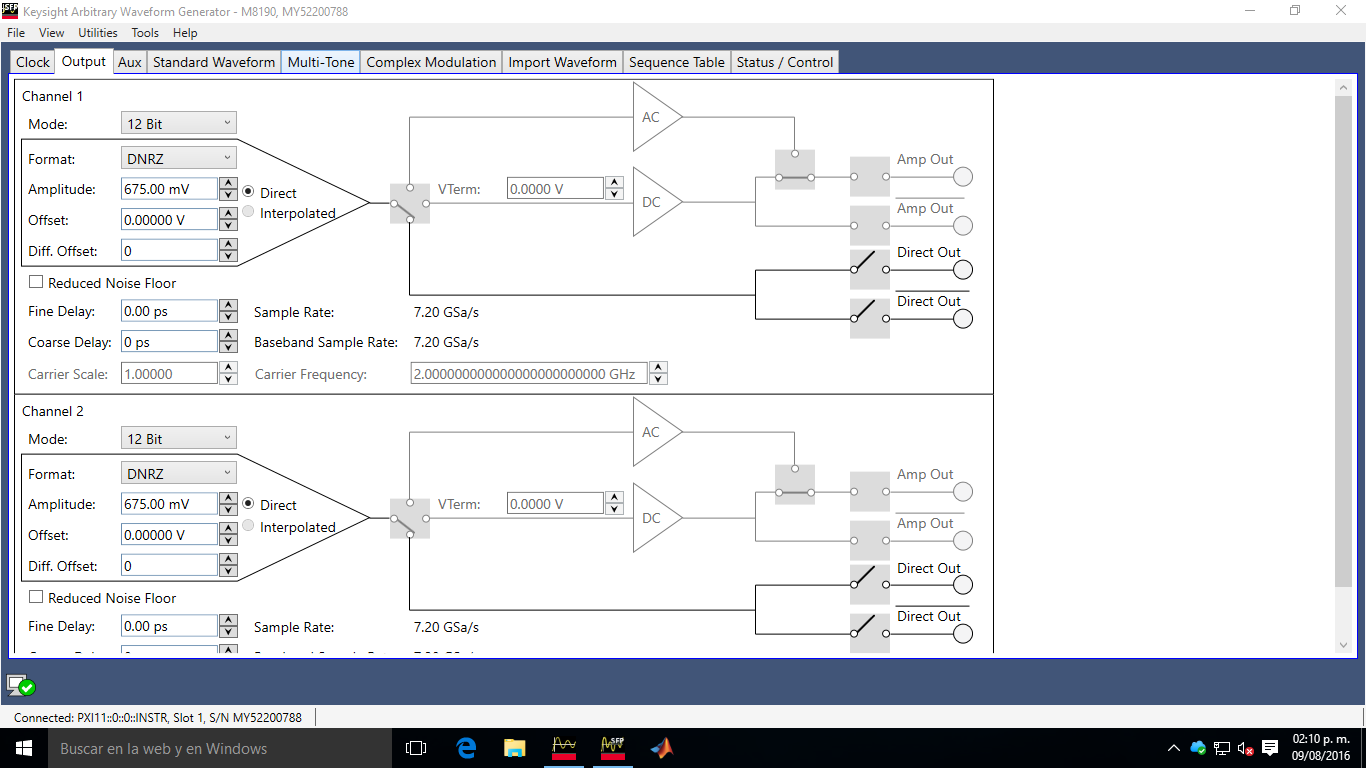 Keysight Arbitrary Waveform Generator - M8190, MY52200788
File View Utilities Tools Help
Clock Output Aux Standard Waveform Multi-Tone Complex Modulation Import Waveform Sequence Table Status / Control
Channel 1
Mode: 12 Bit
AC
Format: DNRZ
Amp Out
Amplitude: 675.00 mV Direct VTerm: 0.0000 V
DC
Offset: 0.00000 V Interpolated
Amp Out
Diff. Offset: 0
Direct Out
Reduced Noise Floor
Direct Out
Fine Delay: 0.00 ps Sample Rate: 7.20 GSa/s
Coarse Delay: 0 ps Baseband Sample Rate: 7.20 GSa/s
Carrier Scale: 1.00000 Carrier Frequency: 2.000000000000000000000000 GHz
Channel 2
Mode: 12 Bit
AC
Format: DNRZ
Amp Out
Amplitude: 675.00 mV Direct VTerm: 0.0000 V
DC
Offset: 0.00000 V Interpolated
Amp Out
Diff. Offset: 0
Direct Out
Reduced Noise Floor
Direct Out
Fine Delay: 0.00 ps Sample Rate: 7.20 GSa/s
Connected: PXI11::0::0::INSTR, Slot 1, S/N MY52200788
Buscar en la web y en Windows
SFP
02:10 p. m.
09/08/2016